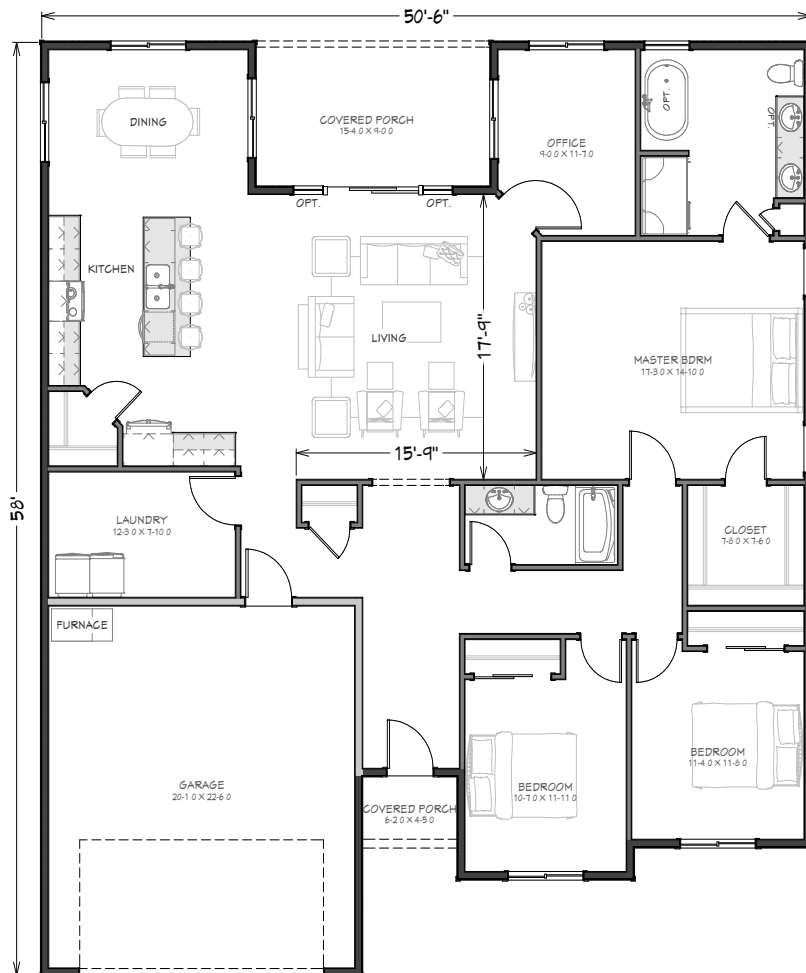 50'-6"
DINING
COVERED PORCH
15-4 0 X 9-0 0
OFFICE
9-0 0 X 11-7 0
OPT.
OPT.
OPT.
OPT.
KITCHEN
LIVING
17'-9"
MASTER BDRM
17-3 0 X 14-10 0
15'-9"
58'
LAUNDRY
12-3 0 X 7-10 0
CLOSET
7-8 0 X 7-6 0
FURNACE
GARAGE
20-1 0 X 22-6 0
COVERED PORCH
6-2 0 X 4-5 0
BEDROOM
10-7 0 X 11-11 0
BEDROOM
11-4 0 X 11-8 0